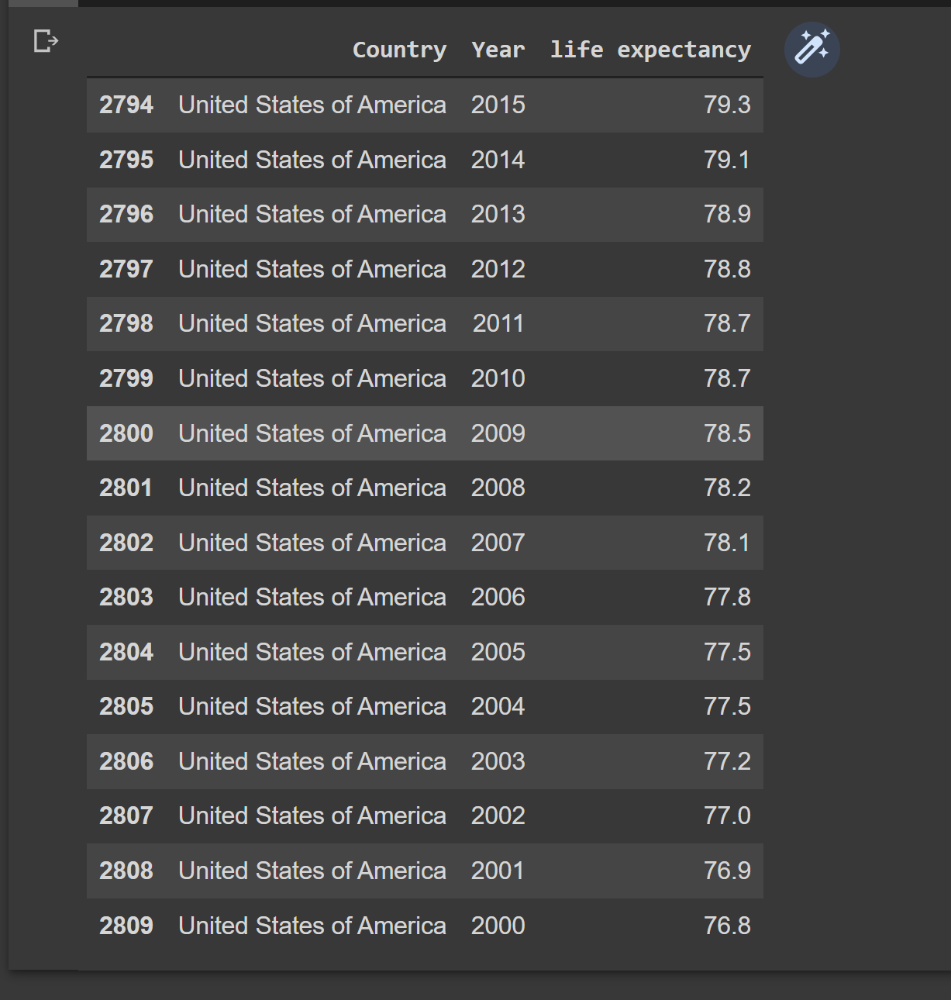 Country Year life expectancy
2794 United States of America 2015 79.3
2795 United States of America 2014 79.1
2796 United States of America 2013 78.9
2797 United States of America 2012 78.8
2798 United States of America 2011 78.7
2799 United States of America 2010 78.7
2800 United States of America 2009 78.5
2801 United States of America 2008 78.2
2802 United States of America 2007 78.1
2803 United States of America 2006 77.8
2804 United States of America 2005 77.5
2805 United States of America 2004 77.5
2806 United States of America 2003 77.2
2807 United States of America 2002 77.0
2808 United States of America 2001 76.9
2809 United States of America 2000 76.8